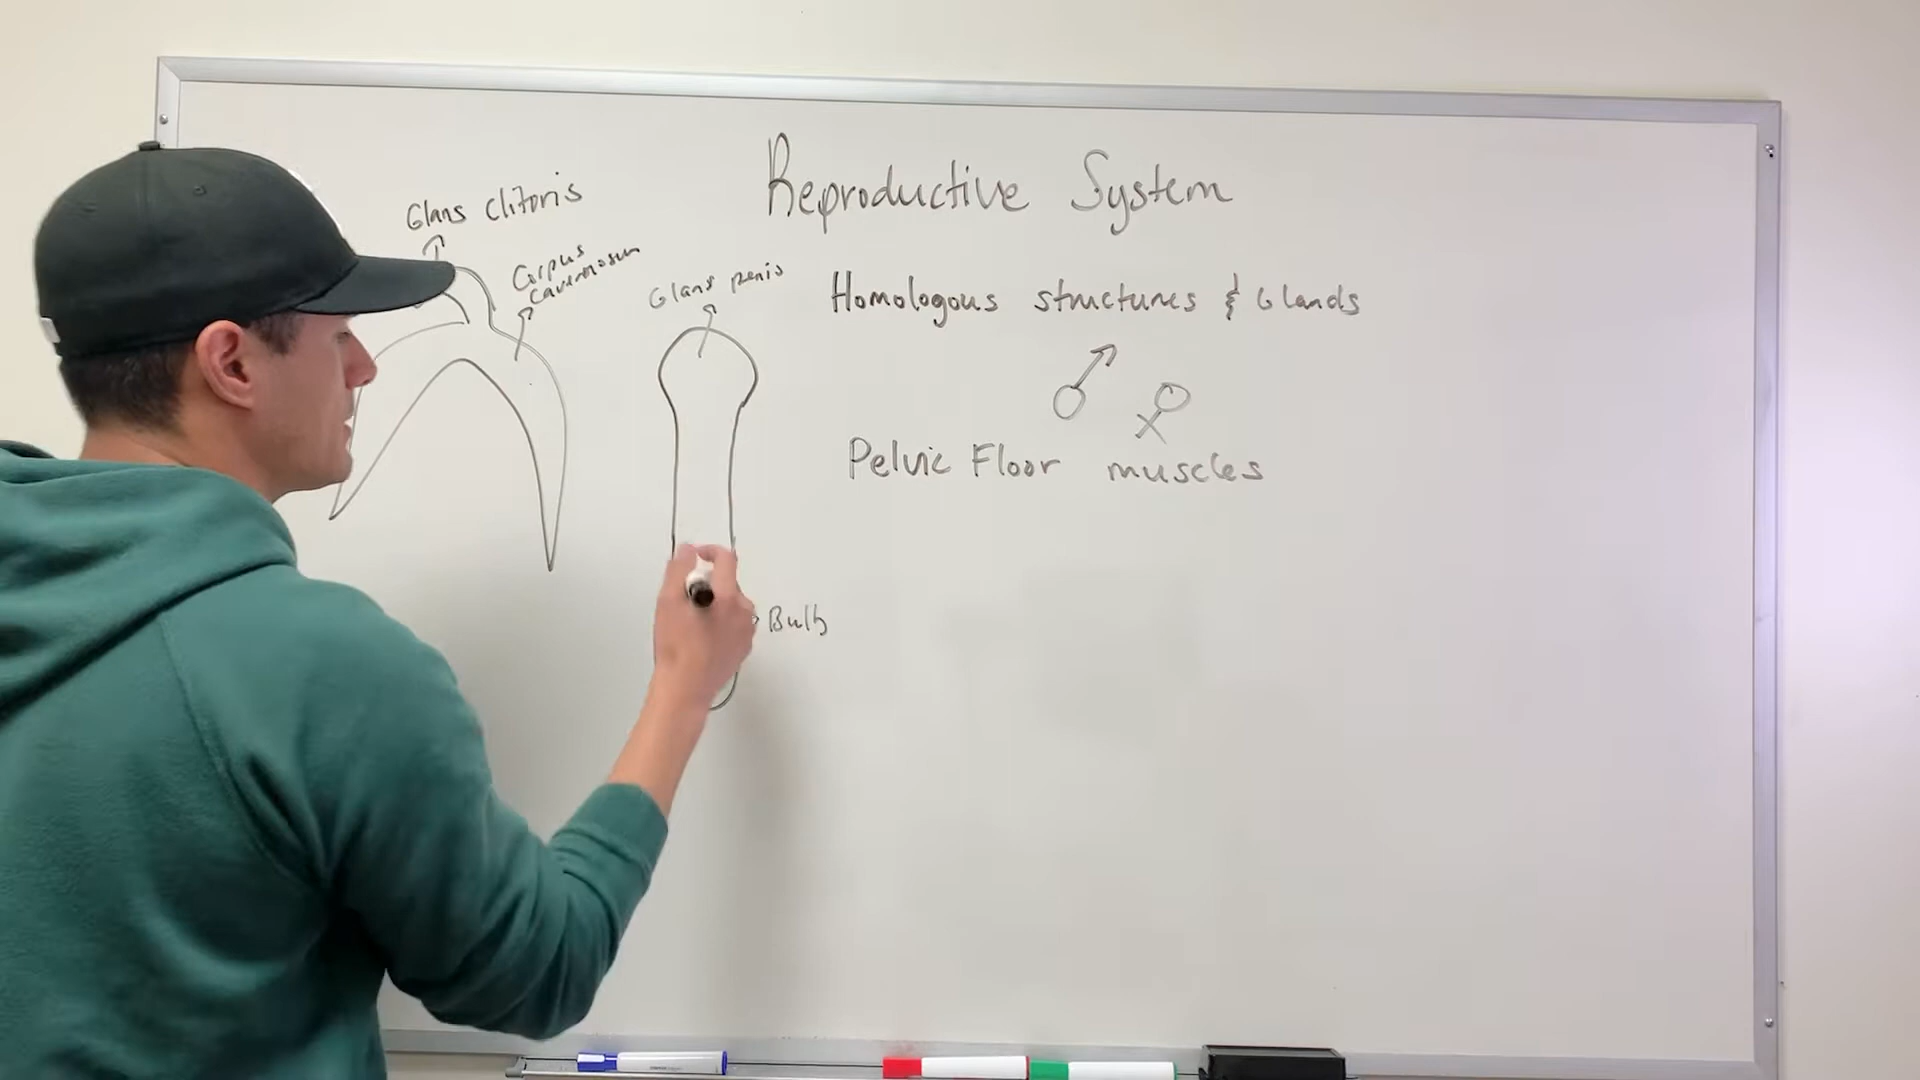 Reproductive System
Glans clitoris
Corpus
cavernosum
Glans penis
Homologous structures & Glands
Pelvic Floor muscles
Bulb